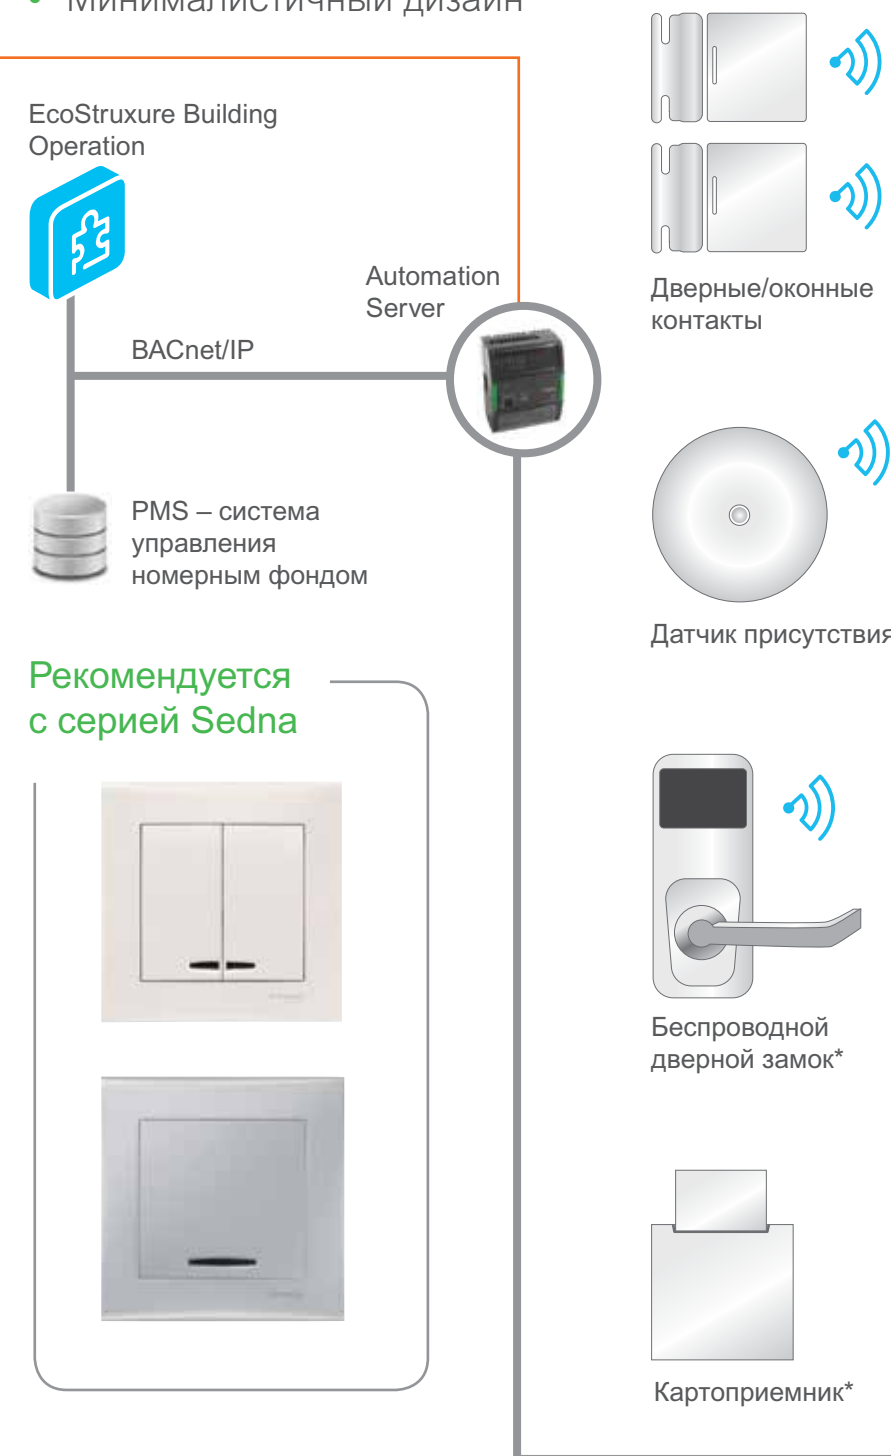 • Минималистичный дизайн
EcoStruxure Building
Operation
Automation
Server
BACnet/IP
PMS – система
управления
номерным фондом
Рекомендуется
с серией Sedna
Дверные/оконные
контакты
Датчик присутствия
Беспроводной
дверной замок*
Картоприемник*